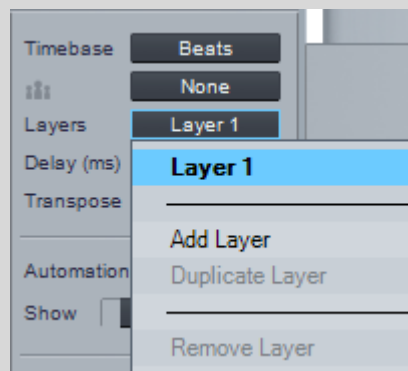 Timebase Beats
None
Layers Layer 1
Delay (ms)
Transpose
Layer 1
Add Layer
Duplicate Layer
Remove Layer
Automation
Show